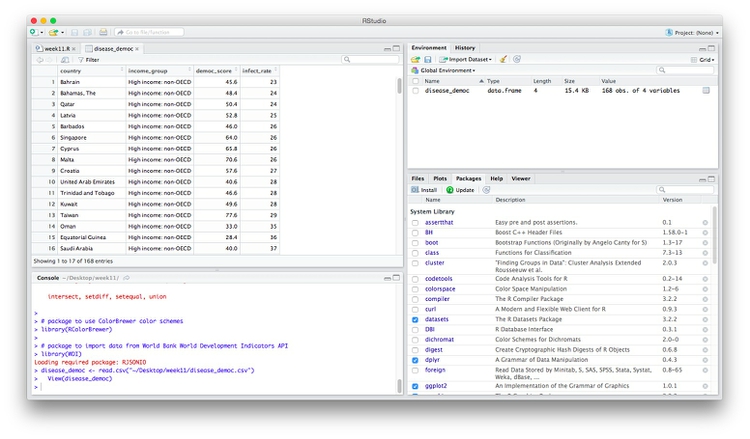 RStudio
Go to file/function
Project: (None)
week11.R
disease_democ
Filter
country income_group democ_score infect_rate
1 Bahrain High income: non-OECD 45.6 23
2 Bahamas, The High income: non-OECD 48.4 24
3 Qatar High income: non-OECD 50.4 24
4 Latvia High income: non-OECD 52.8 25
5 Barbados High income: non-OECD 46.0 26
6 Singapore High income: non-OECD 64.0 26
7 Cyprus High income: non-OECD 65.8 26
8 Malta High income: non-OECD 70.6 26
9 Croatia High income: non-OECD 57.6 27
10 United Arab Emirates High income: non-OECD 40.6 28
11 Trinidad and Tobago High income: non-OECD 46.6 28
12 Kuwait High income: non-OECD 49.6 28
13 Taiwan High income: non-OECD 77.6 29
14 Oman High income: non-OECD 33.0 35
15 Equatorial Guinea High income: non-OECD 28.4 36
16 Saudi Arabia High income: non-OECD 40.0 37
Showing 1 to 17 of 168 entries
Console ~/Desktop/week11/
intersect, setdiff, setequal, union
>
> # package to use ColorBrewer color schemes
> library(RColorBrewer)
>
> # package to import data from World Bank World Development Indicators API
> library(WDI)
Loading required package: RJSONIO
> disease_democ <- read.csv("~/Desktop/week11/disease_democ.csv")
> View(disease_democ)
>
Environment History
Import Dataset
Grid
Global Environment
Name Type Length Size Value
disease_democ data.frame 4 15.4 KB 168 obs. of 4 variables
Files Plots Packages Help Viewer
Install Update
Name Description Version
System Library
assertthat Easy pre and post assertions. 0.1
BH Boost C++ Header Files 1.58.0-1
boot Bootstrap Functions (Originally by Angelo Canty for S) 1.3-17
class Functions for Classification 7.3-13
cluster "Finding Groups in Data": Cluster Analysis Extended Rousseeuw et al. 2.0.3
codetools Code Analysis Tools for R 0.2-14
colorspace Color Space Manipulation 1.2-6
compiler The R Compiler Package 3.2.2
curl A Modern and Flexible Web Client for R 0.9.3
datasets The R Datasets Package 3.2.2
DBI R Database Interface 0.3.1
dichromat Color Schemes for Dichromats 2.0-0
digest Create Cryptographic Hash Digests of R Objects 0.6.8
dplyr A Grammar of Data Manipulation 0.4.3
foreign Read Data Stored by Minitab, S, SAS, SPSS, Stata, Systat, Weka, dBase, ... 0.8-65
ggplot2 An Implementation of the Grammar of Graphics 1.0.1